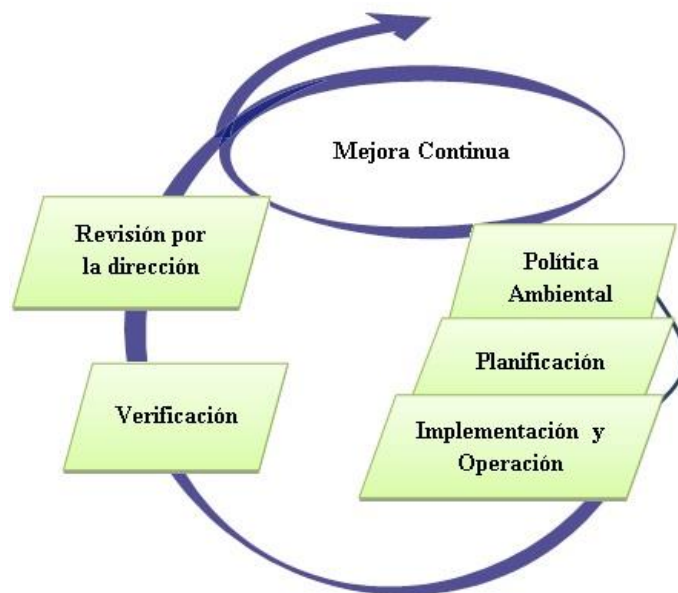 Mejora Continua
Revisión por
la dirección
Política
Ambiental
Planificación
Verificación
Implementación y
Operación